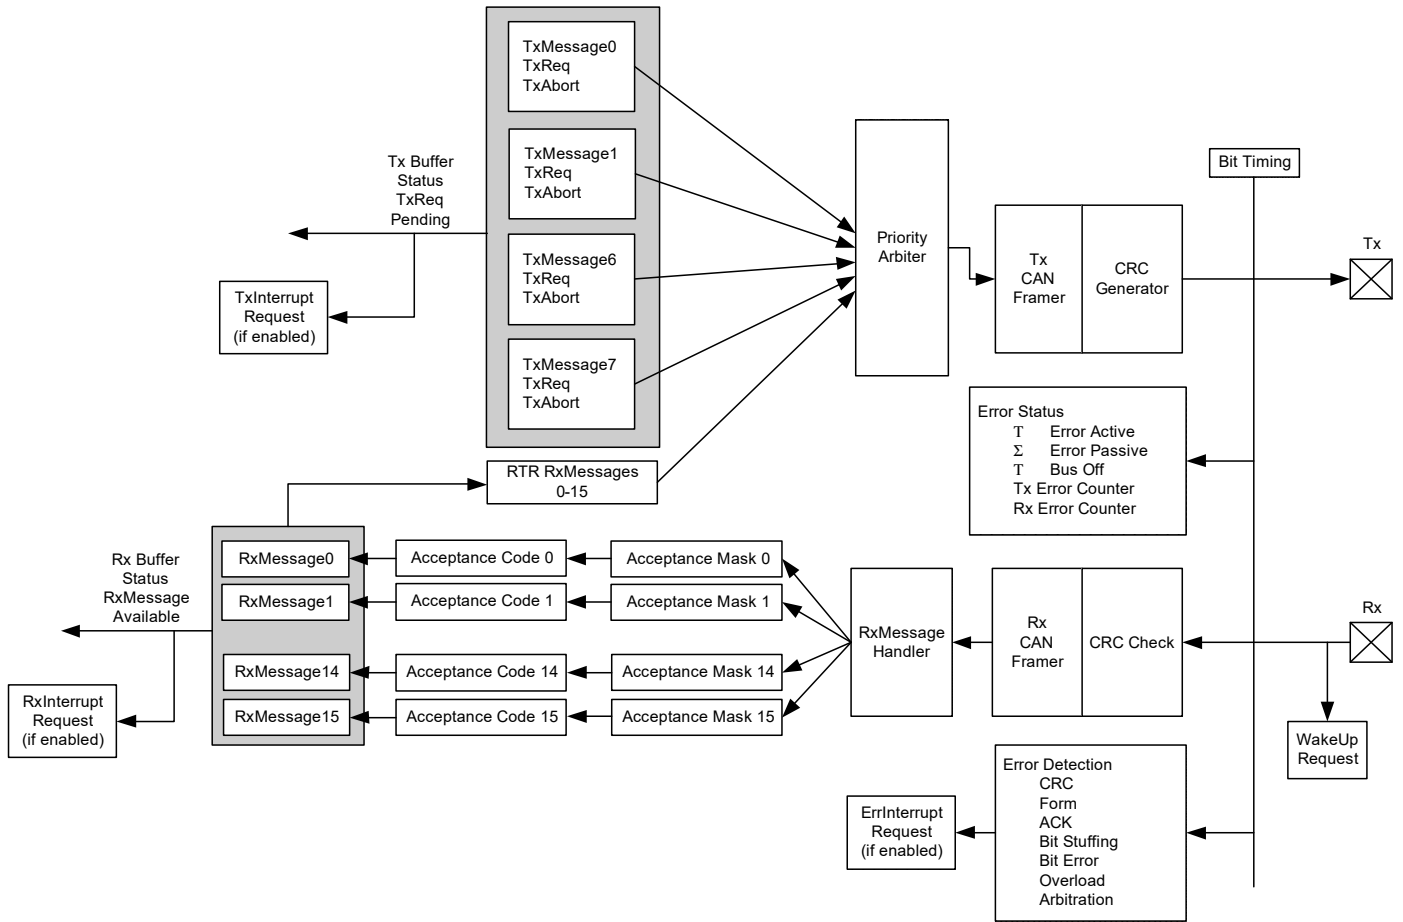 TxMessage0
TxReq
TxAbort
TxMessage1
TxReq
TxAbort
TxMessage6
TxReq
TxAbort
TxMessage7
TxReq
TxAbort
Tx Buffer
Status
TxReq
Pending
TxInterrupt
Request
(if enabled)
Priority
Arbiter
Tx
CAN
Framer
CRC
Generator
Bit Timing
Tx
Error Status
Τ Error Active
Σ Error Passive
Τ Bus Off
Tx Error Counter
Rx Error Counter
RTR RxMessages
0-15
Rx Buffer
Status
RxMessage
Available
RxInterrupt
Request
(if enabled)
RxMessage0
Acceptance Code 0
Acceptance Mask 0
RxMessage1
Acceptance Code 1
Acceptance Mask 1
RxMessage14
Acceptance Code 14
Acceptance Mask 14
RxMessage15
Acceptance Code 15
Acceptance Mask 15
RxMessage
Handler
Rx
CAN
Framer
CRC Check
Rx
WakeUp
Request
Error Detection
CRC
Form
ACK
Bit Stuffing
Bit Error
Overload
Arbitration
ErrInterrupt
Request
(if enabled)